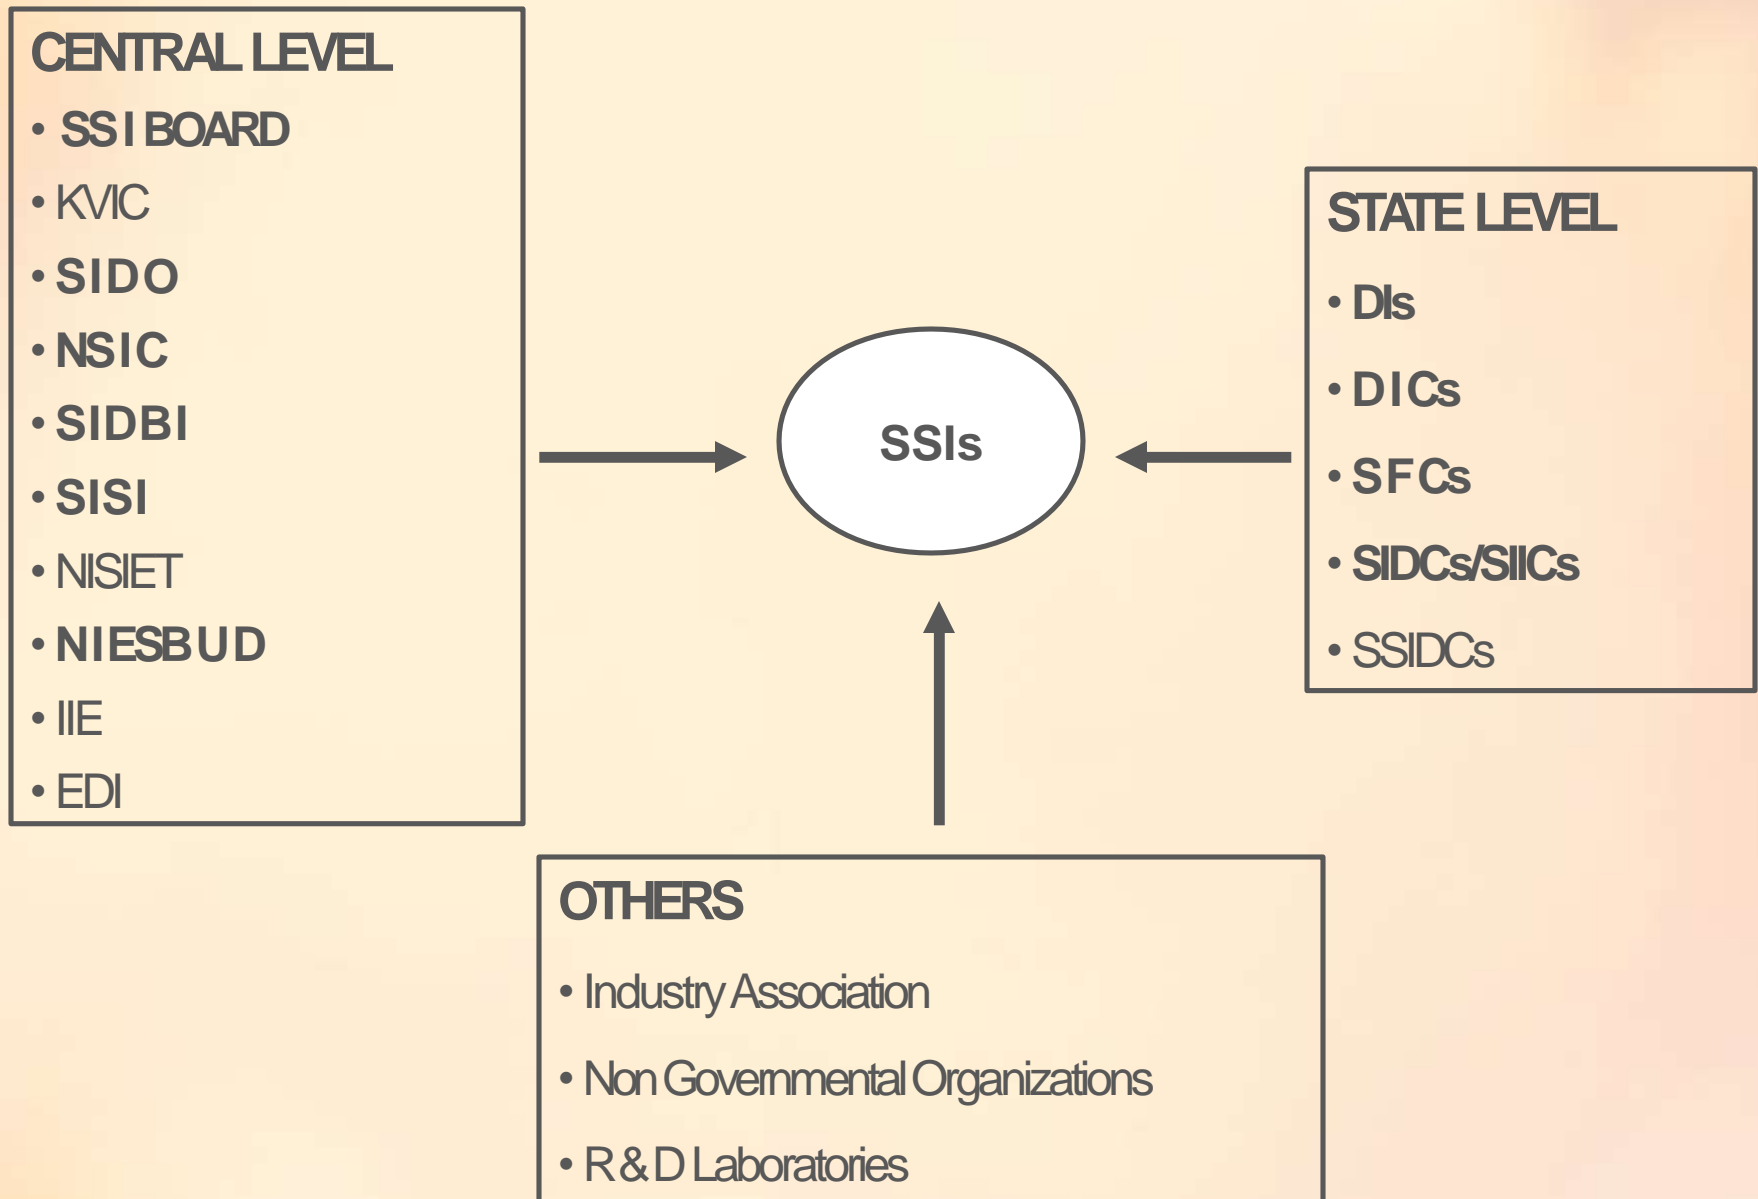 CENTRAL LEVEL
• SSI BOARD
• KVIC
• SIDO
• NSIC
• SIDBI
• SISI
• NISIET
• NIESBUD
• IIE
• EDI
SSIs
STATE LEVEL
• DIs
• DICs
• SFCs
• SIDCs/SIICs
• SSIDCs
OTHERS
• Industry Association
• Non Governmental Organizations
• R & D Laboratories